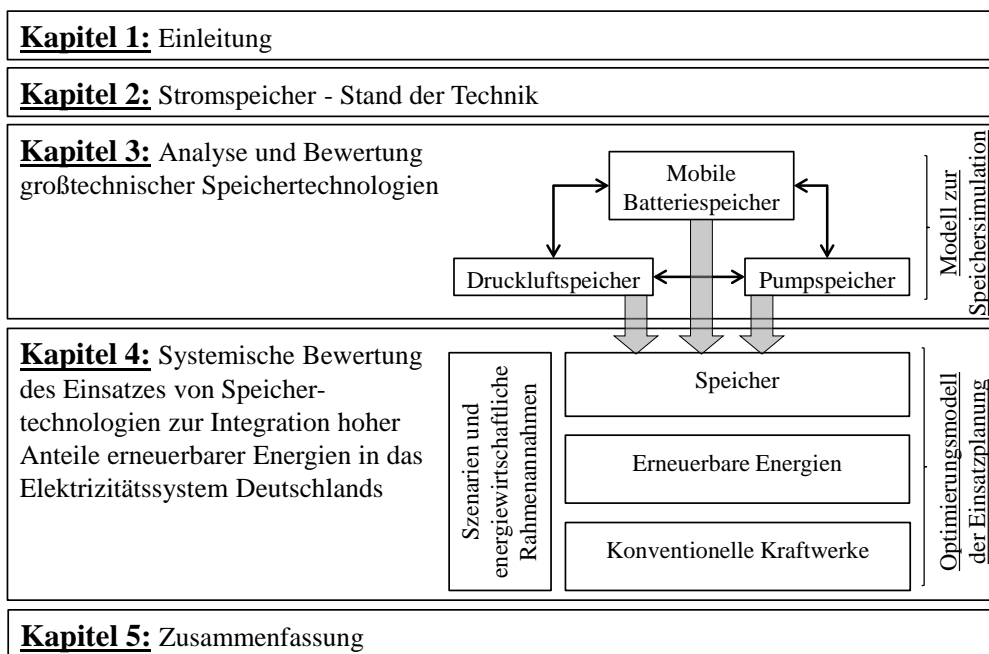 Kapitel 1: Einleitung
Kapitel 2: Stromspeicher - Stand der Technik
Kapitel 3: Analyse und Bewertung
großtechnischer Speichertechnologien
Mobile
Batteriespeicher
Druckluftspeicher
Pumpspeicher
Modell zur
Speichersimulation
Kapitel 4: Systemische Bewertung
des Einsatzes von Speicher-
technologien zur Integration hoher
Anteile erneuerbarer Energien in das
Elektrizitätssystem Deutschlands
Szenarien und
energiewirtschaftliche
Rahmenannahmen
Speicher
Erneuerbare Energien
Konventionelle Kraftwerke
Optimierungsmodell
der Einsatzplanung
Kapitel 5: Zusammenfassung